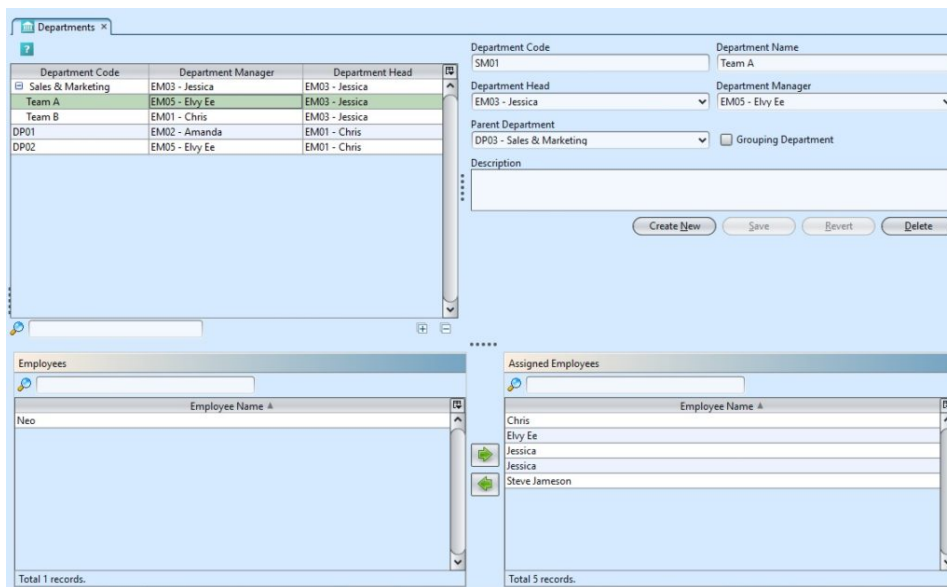 Departments ×
?
Department Code Department Manager Department Head
Sales & Marketing EM03 - Jessica EM03 - Jessica
Team A EM05 - Elvy Ee EM03 - Jessica
Team B EM01 - Chris EM03 - Jessica
DP01 EM02 - Amanda EM01 - Chris
DP02 EM05 - Elvy Ee EM01 - Chris
Department Code Department Name
SM01 Team A
Department Head Department Manager
EM03 - Jessica EM05 - Elvy Ee
Parent Department
DP03 - Sales & Marketing Grouping Department
Description
Create New Save Revert Delete
Employees
Employee Name
Neo
Total 1 records.
Assigned Employees
Employee Name
Chris
Elvy Ee
Jessica
Jessica
Steve Jameson
Total 5 records.